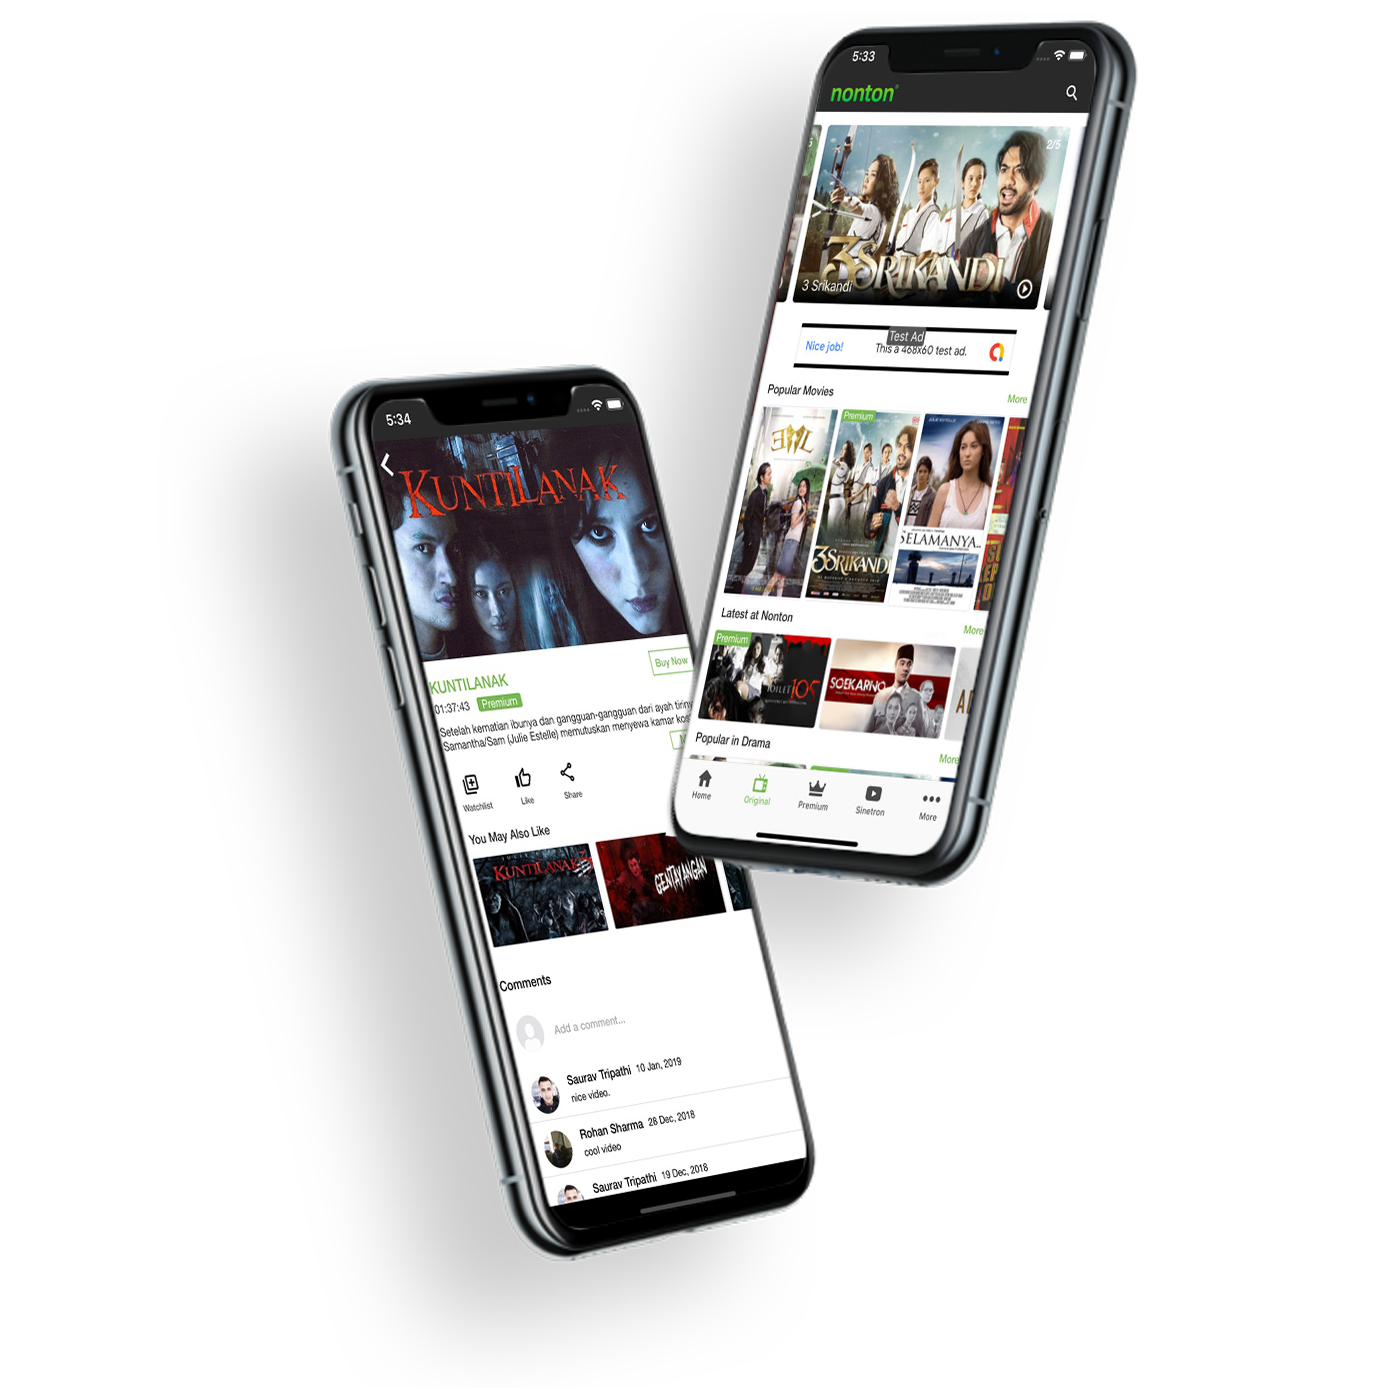 5:33
nonton
2/5
3 SRIKANDI
3 Srikandi
Test Ad
Nice job!
This a 468x60 test ad.
Popular Movies
More
Premium
3 SRIKANDI
SELAMANYA..
Latest at Nonton
More
Premium
TOILET 105
SOEKARNO
Popular in Drama
More
Home
Original
Premium
Sinetron
More
5:34
KUNTILANAK
KUNTILANAK
Buy Now
01:37:43
Premium
Setelah kematian ibunya dan gangguan-gangguan dari ayah tiriny
Samantha/Sam (Julie Estelle) memutuskan menyewa kamar kos
Watchlist
Like
Share
You May Also Like
KUNTILANAK
GENTAYANGAN
Comments
Add a comment...
Saurav Tripathi 10 Jan, 2019
nice video.
Rohan Sharma 28 Dec, 2018
cool video
Saurav Tripathi 19 Dec, 2018